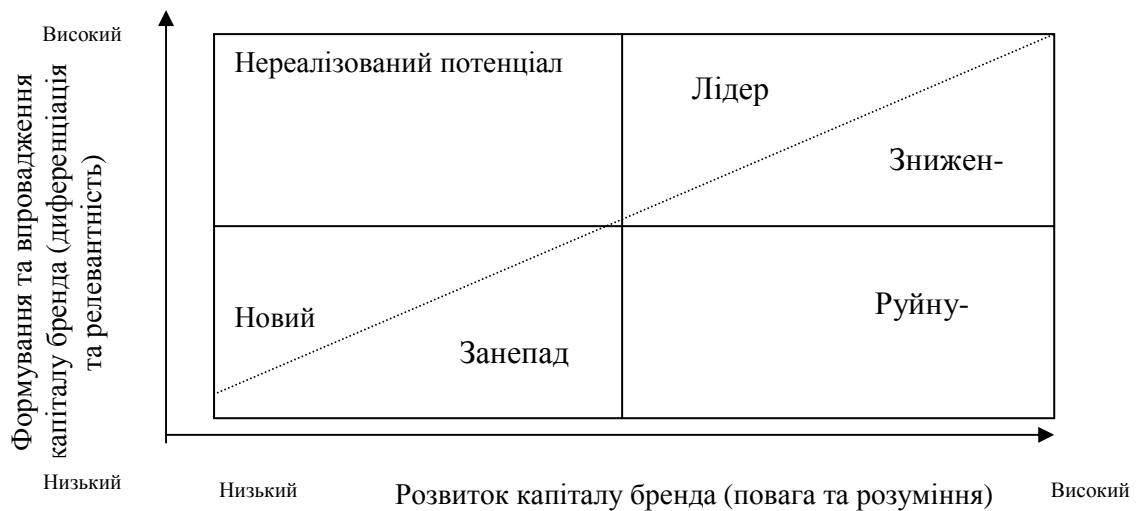 Високий
Формування та впровадження
капіталу бренда (диференціація
та релевантність)
Нереалізований потенціал
Лідер
Знижен-
Новий
Занепад
Руйну-
Низький
Низький
Розвиток капіталу бренда (повага та розуміння)
Високий